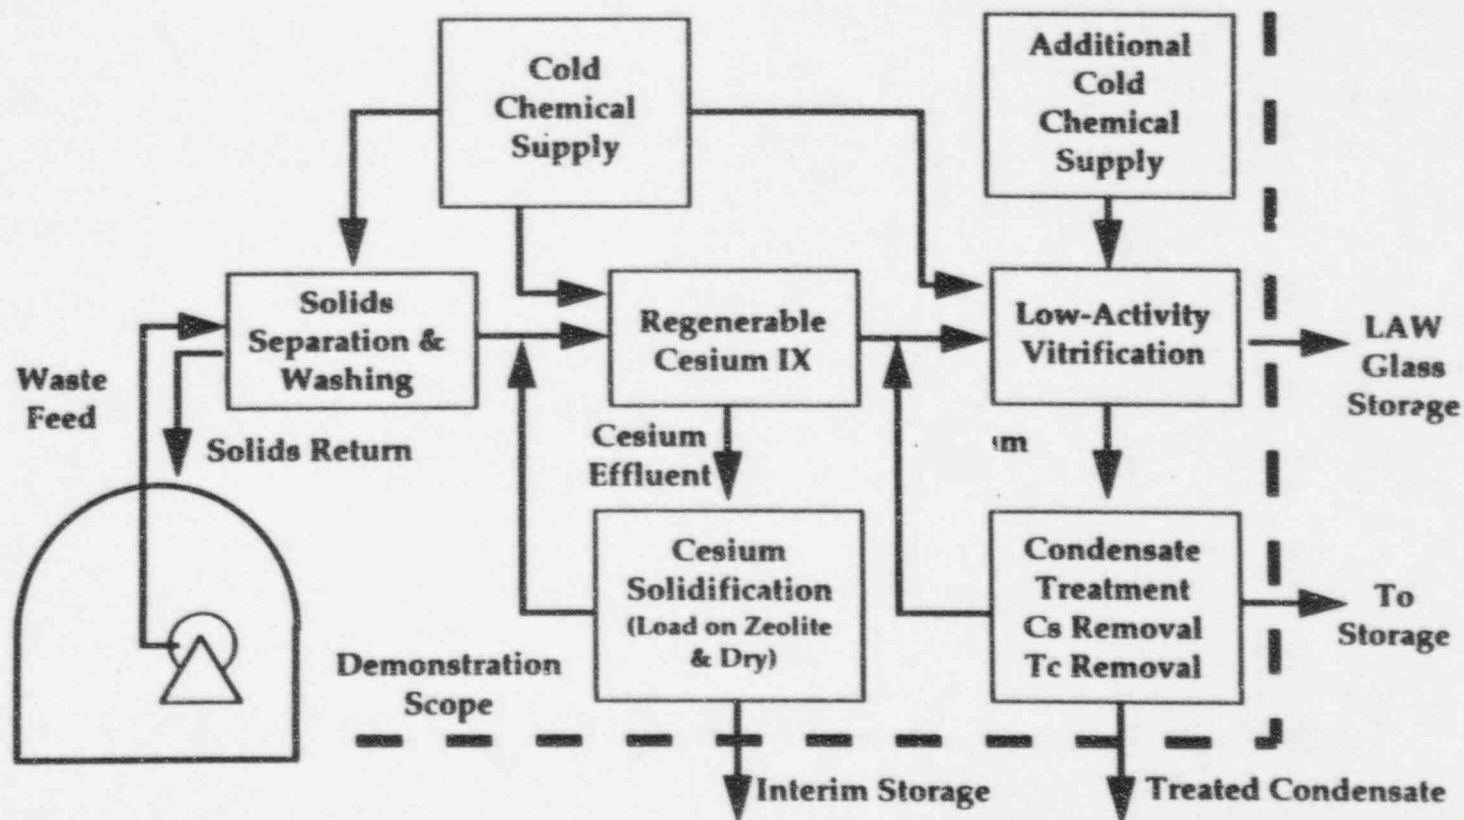 Cold
Chemical
Supply
Additional
Cold
Chemical
Supply
Waste
Feed
Solids
Separation &
Washing
Regenerable
Cesium IX
Low-Activity
Vitrification
LAW
Glass
Storage
Solids Return
Cesium
Effluent
Cesium
Solidification
(Load on Zeolite
& Dry)
Condensate
Treatment
Cs Removal
Tc Removal
To
Storage
Demonstration
Scope
Interim Storage
Treated Condensate